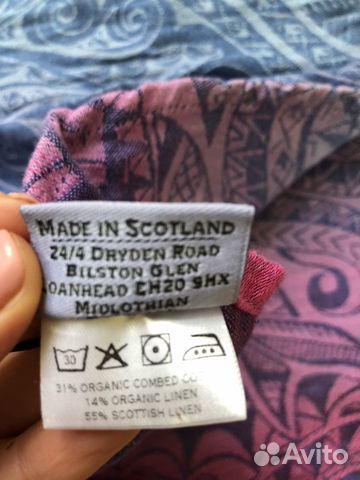 MADE IN SCOTLAND
24/4 DRYDEN ROAD
BILSTON GLEN
LOANHEAD EH20 9HX
MIDLOTHIAN
30
31% ORGANIC COMBED CO
14% ORGANIC LINEN
55% SCOTTISH LINEN
Avito